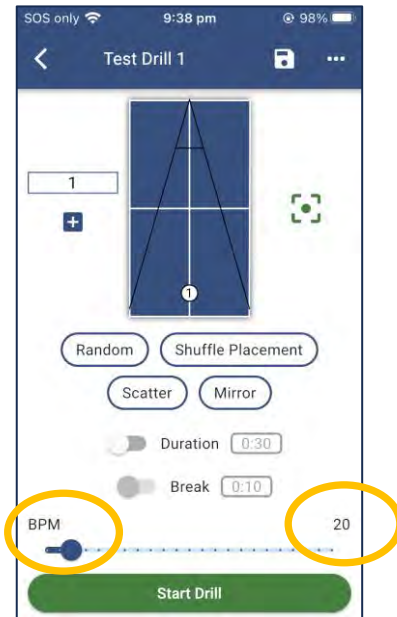 SOS only 9:38 pm 98%
Test Drill 1
1
1
Random Shuffle Placement
Scatter Mirror
Duration 0:30
Break 0:10
BPM 20
Start Drill